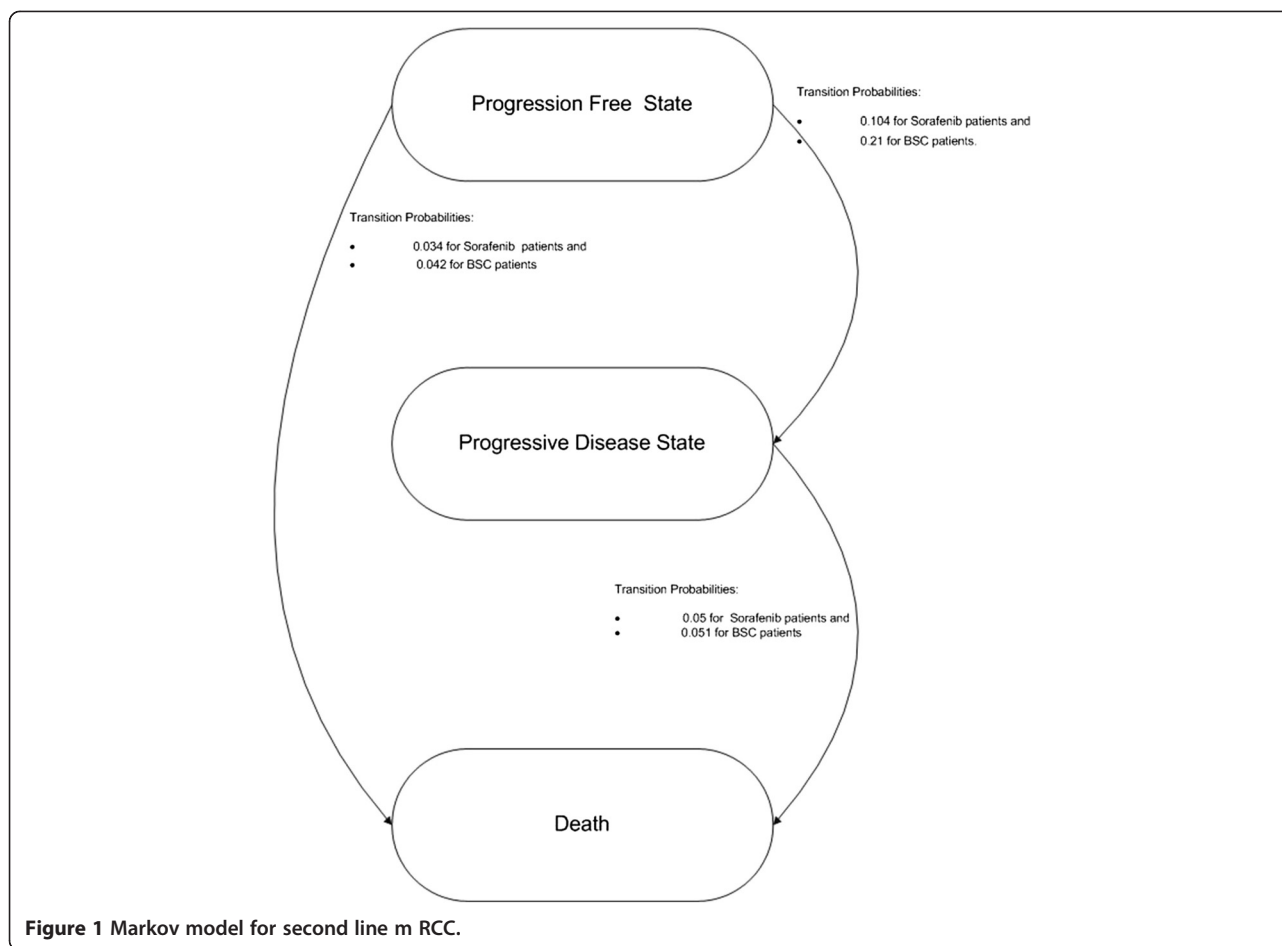 Progression Free State
Transition Probabilities:
• 0.104 for Sorafenib patients and
• 0.21 for BSC patients.
Transition Probabilities:
• 0.034 for Sorafenib patients and
• 0.042 for BSC patients
Progressive Disease State
Transition Probabilities:
• 0.05 for Sorafenib patients and
• 0.051 for BSC patients
Death
Figure 1 Markov model for second line m RCC.